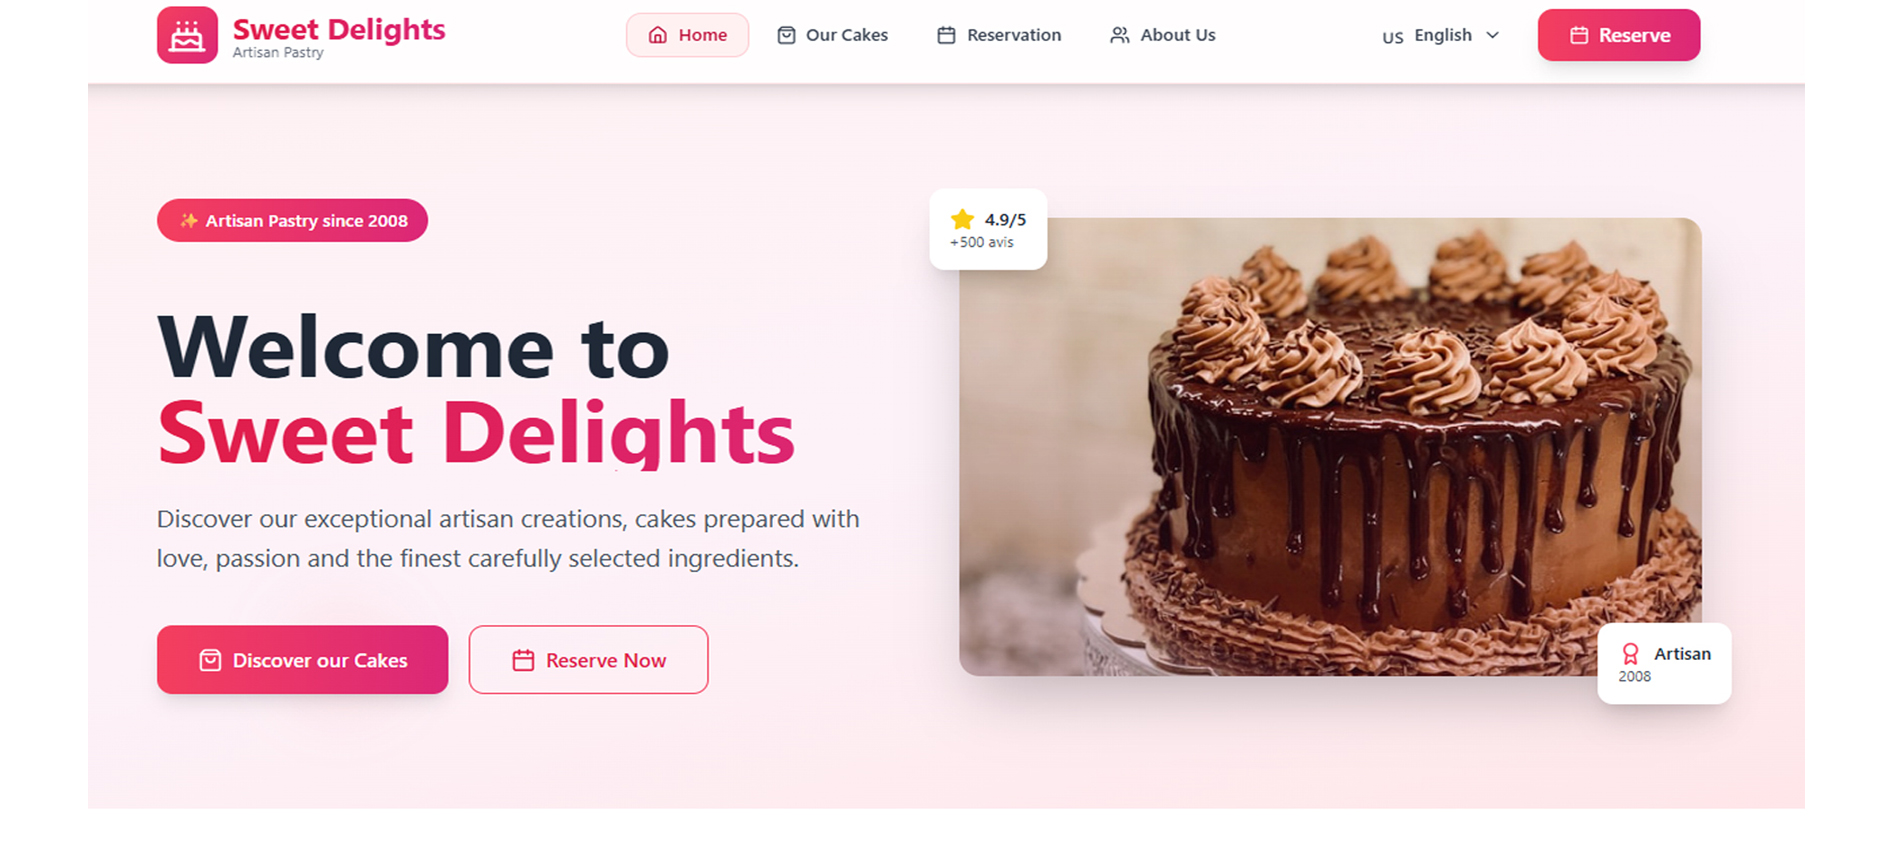 Sweet Delights
Artisan Pastry
Home
Our Cakes
Reservation
About Us
US English
Reserve
✨ Artisan Pastry since 2008
Welcome to
Sweet Delights
Discover our exceptional artisan creations, cakes prepared with
love, passion and the finest carefully selected ingredients.
Discover our Cakes
Reserve Now
4.9/5
+500 avis
Artisan
2008